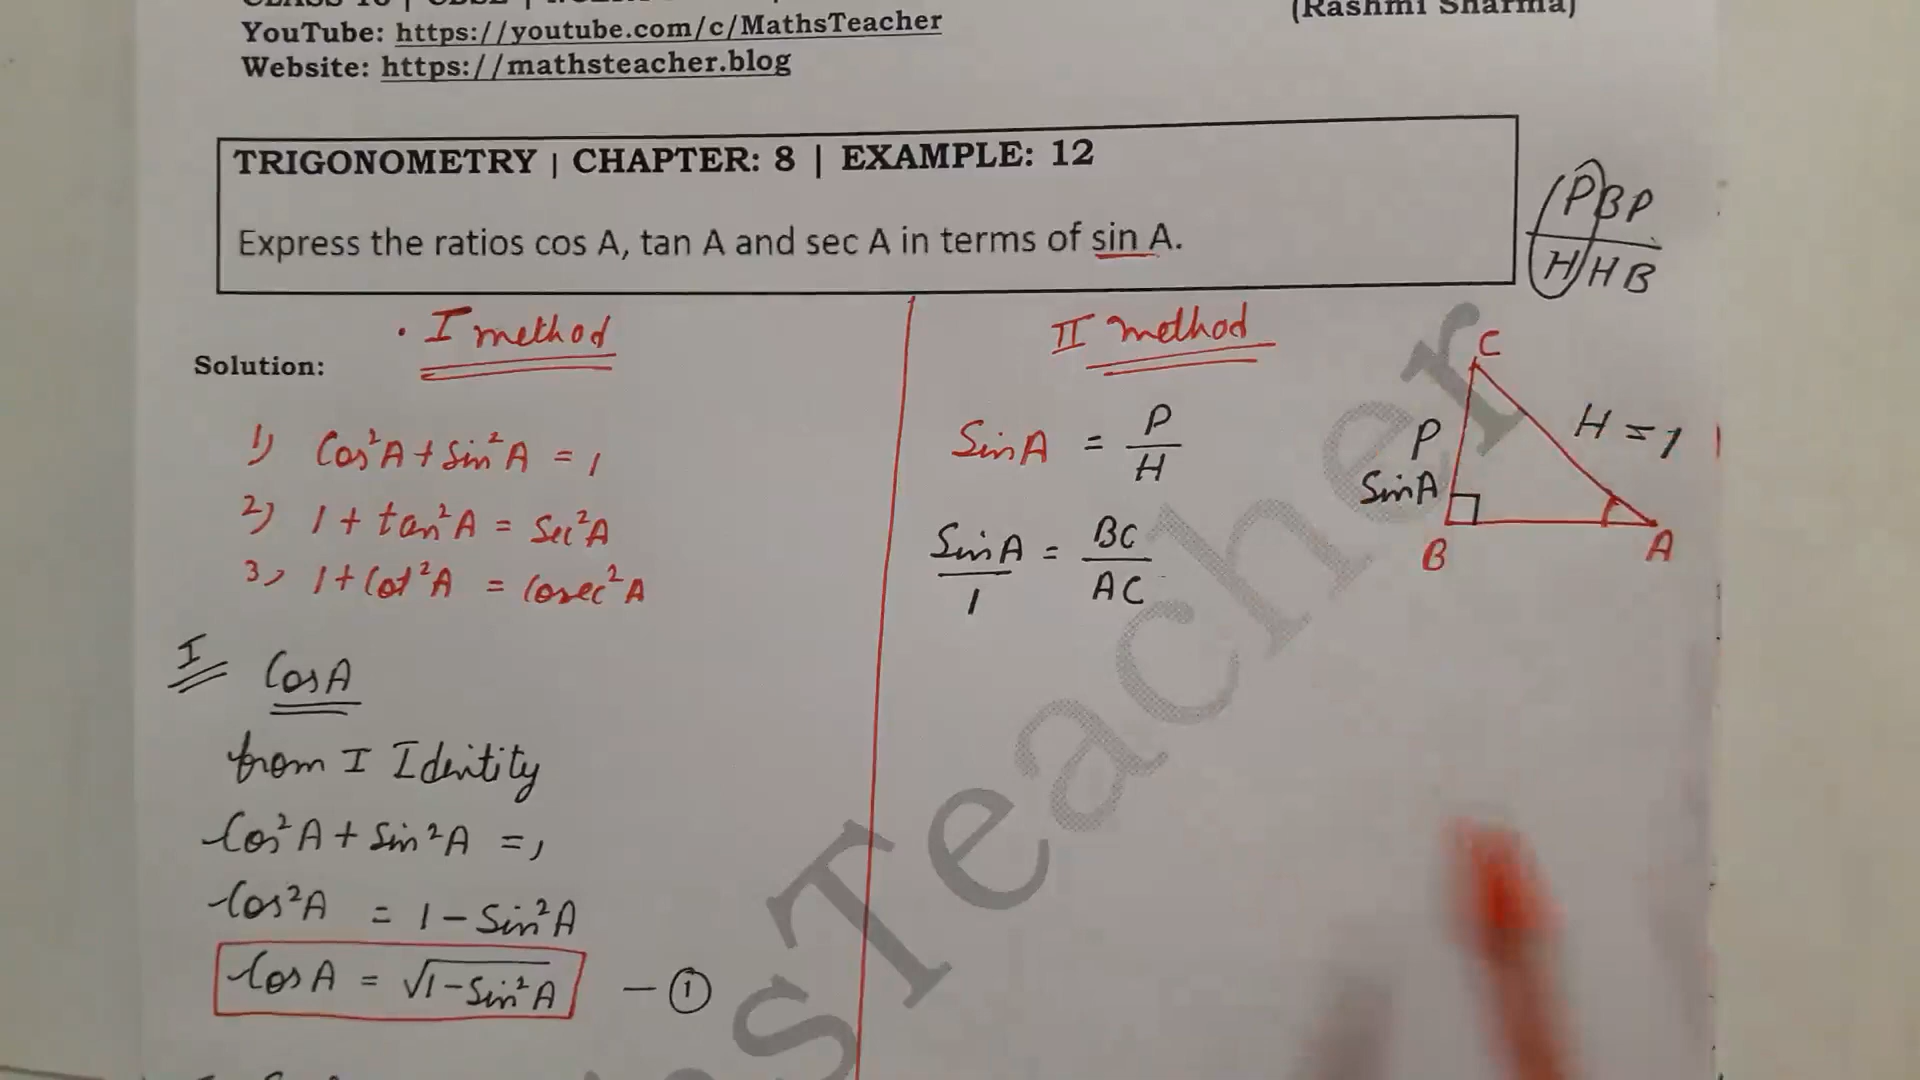 (Rashmi Sharma)
YouTube: https://youtube.com/c/MathsTeacher
Website: https://mathsteacher.blog
TRIGONOMETRY | CHAPTER: 8 | EXAMPLE: 12
Express the ratios cos A, tan A and sec A in terms of sin A.
P B P
H H B
Solution:
I method
1) Cos²A + Sin²A = 1
2) 1 + tan²A = Sec²A
3) 1 + Cot²A = Cosec²A
I CosA
from I Identity
Cos²A + Sin²A = 1
Cos²A = 1 - Sin²A
CosA = √1-Sin²A — ①
II method
SinA = P/H
SinA/1 = BC/AC
C
P
H = 1
SinA
B
A
sTeacher